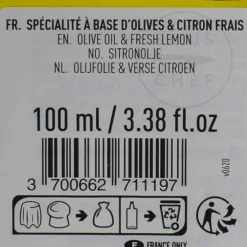 FR. SPÉCIALITÉ À BASE D'OLIVES & CITRON FRAIS
EN. OLIVE OIL & FRESH LEMON
NO. SITRONOLJE
NL. OLIJFOLIE & VERSE CITROEN
100 ml / 3.38 fl.oz
v0620
3 700662 711197
F FRANCE ONLY